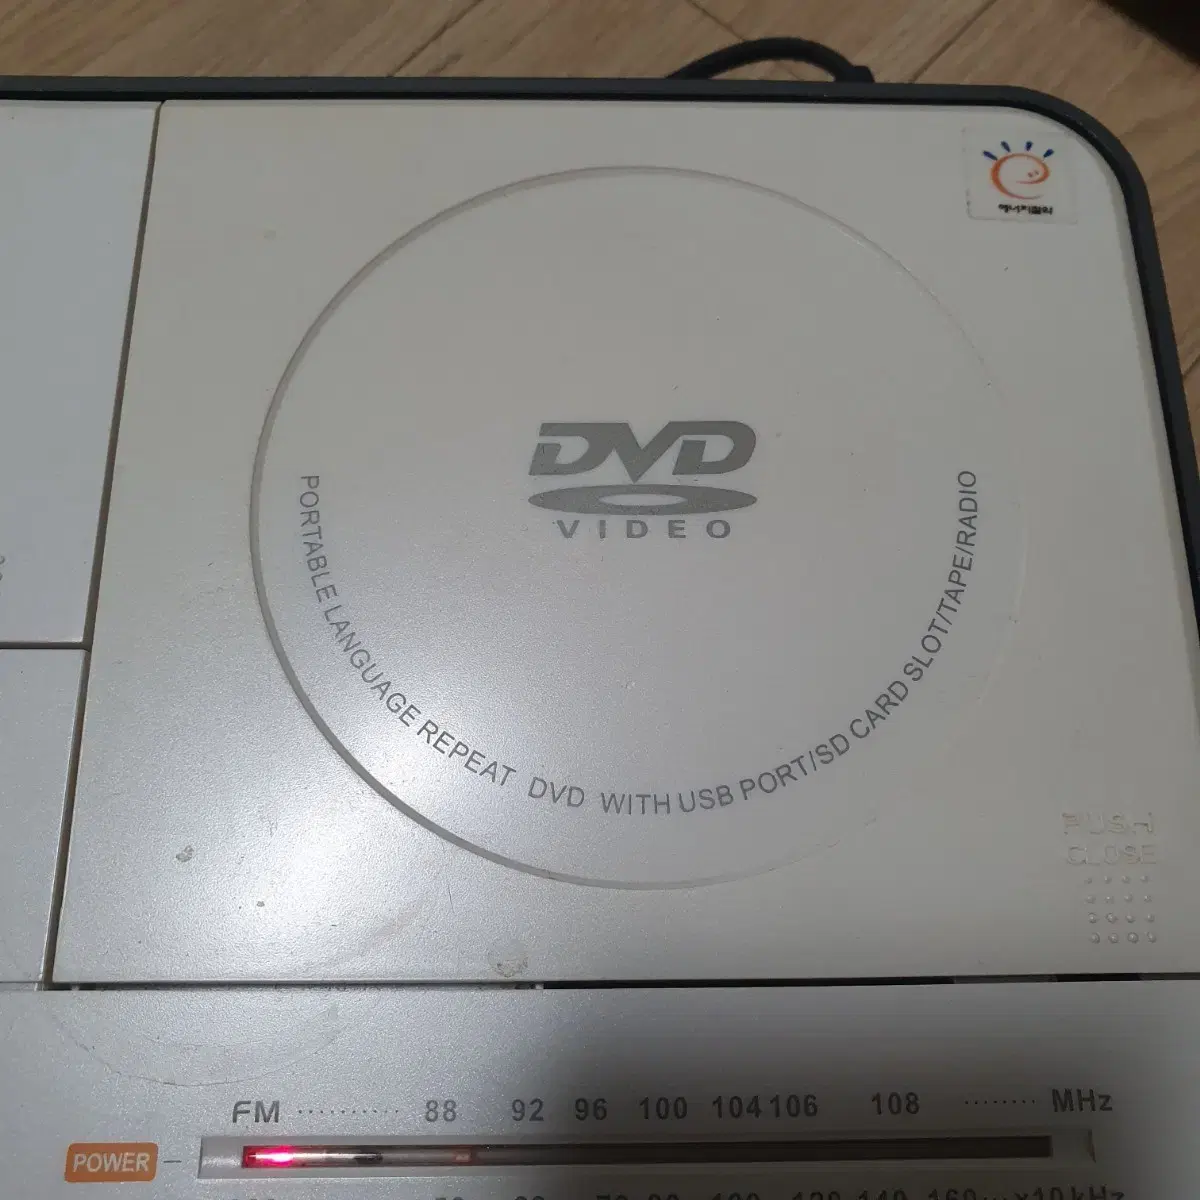 DVD
VIDEO
PORTABLE LANGUAGE REPEAT DVD WITH USB PORT/SD CARD SLOT/TAPE/RADIO
PUSH
CLOSE
FM .......... 88 92 96 100 104 106 108 ........ MHz
POWER